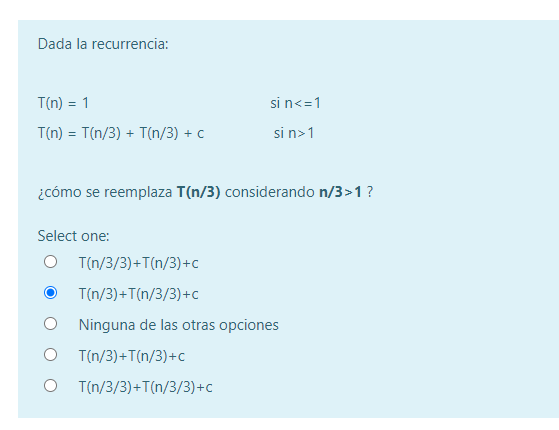 Dada la recurrencia:
T(n) = 1 si n<=1
T(n) = T(n/3) + T(n/3) + c si n>1
¿cómo se reemplaza T(n/3) considerando n/3>1 ?
Select one:
T(n/3/3)+T(n/3)+c
T(n/3)+T(n/3/3)+c
Ninguna de las otras opciones
T(n/3)+T(n/3)+c
T(n/3/3)+T(n/3/3)+c